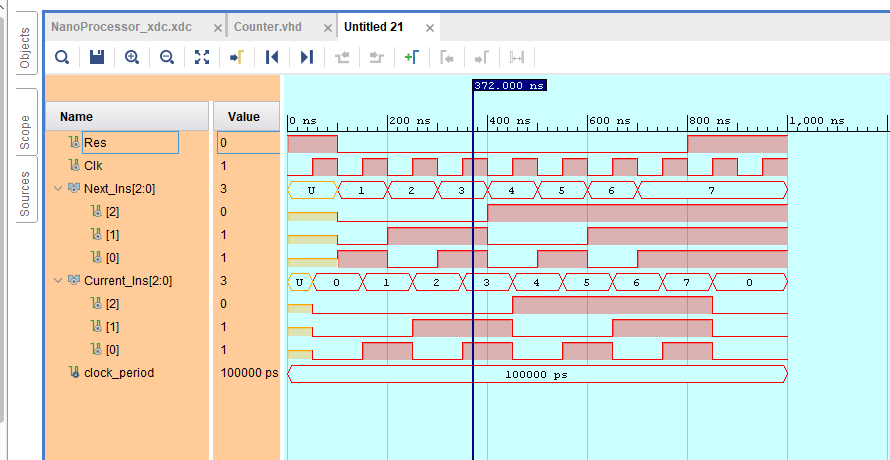 Objects
Scope
Sources
NanoProcessor_xdc.xdc × Counter.vhd × Untitled 21 ×
372.000 ns
Name Value
0 ns 200 ns 400 ns 600 ns 800 ns 1,000 ns
Res 0
Clk 1
Next_Ins[2:0] 3 U 1 2 3 4 5 6 7
[2] 0
[1] 1
[0] 1
Current_Ins[2:0] 3 U 0 1 2 3 4 5 6 7 0
[2] 0
[1] 1
[0] 1
clock_period 100000 ps 100000 ps